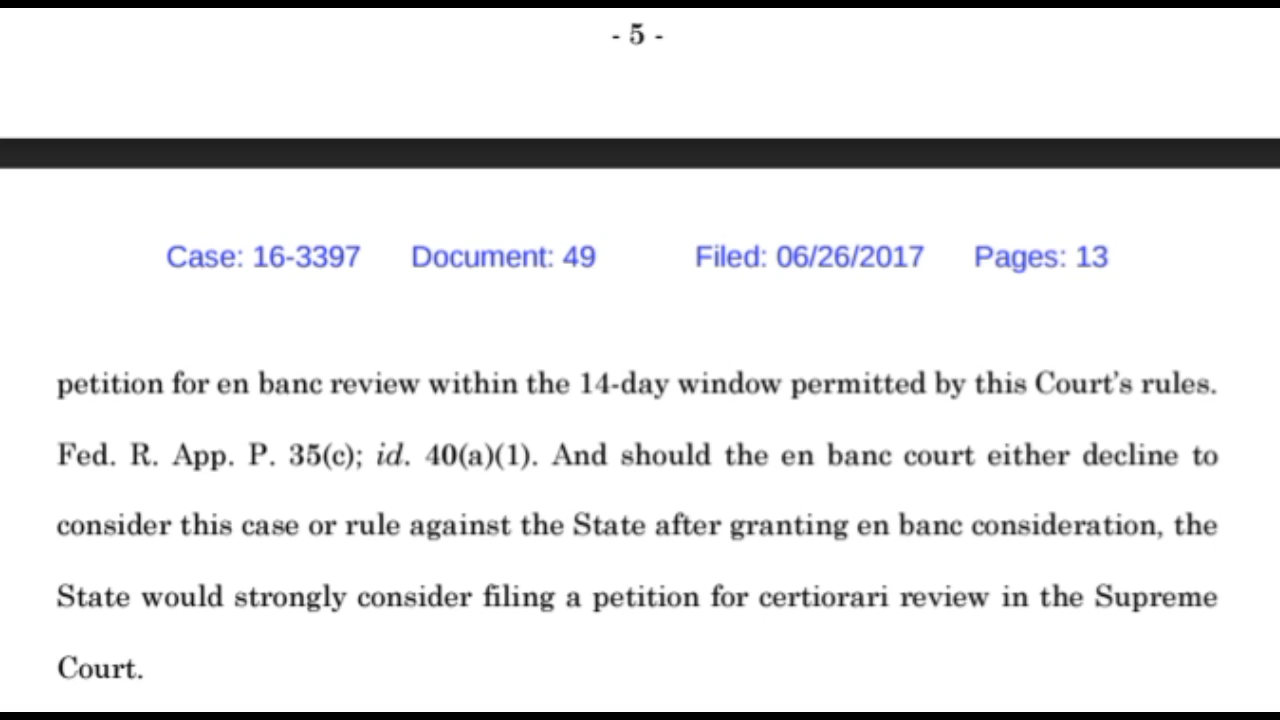 - 5 -
Case: 16-3397 Document: 49 Filed: 06/26/2017 Pages: 13
petition for en banc review within the 14-day window permitted by this Court’s rules.
Fed. R. App. P. 35(c); id. 40(a)(1). And should the en banc court either decline to
consider this case or rule against the State after granting en banc consideration, the
State would strongly consider filing a petition for certiorari review in the Supreme
Court.